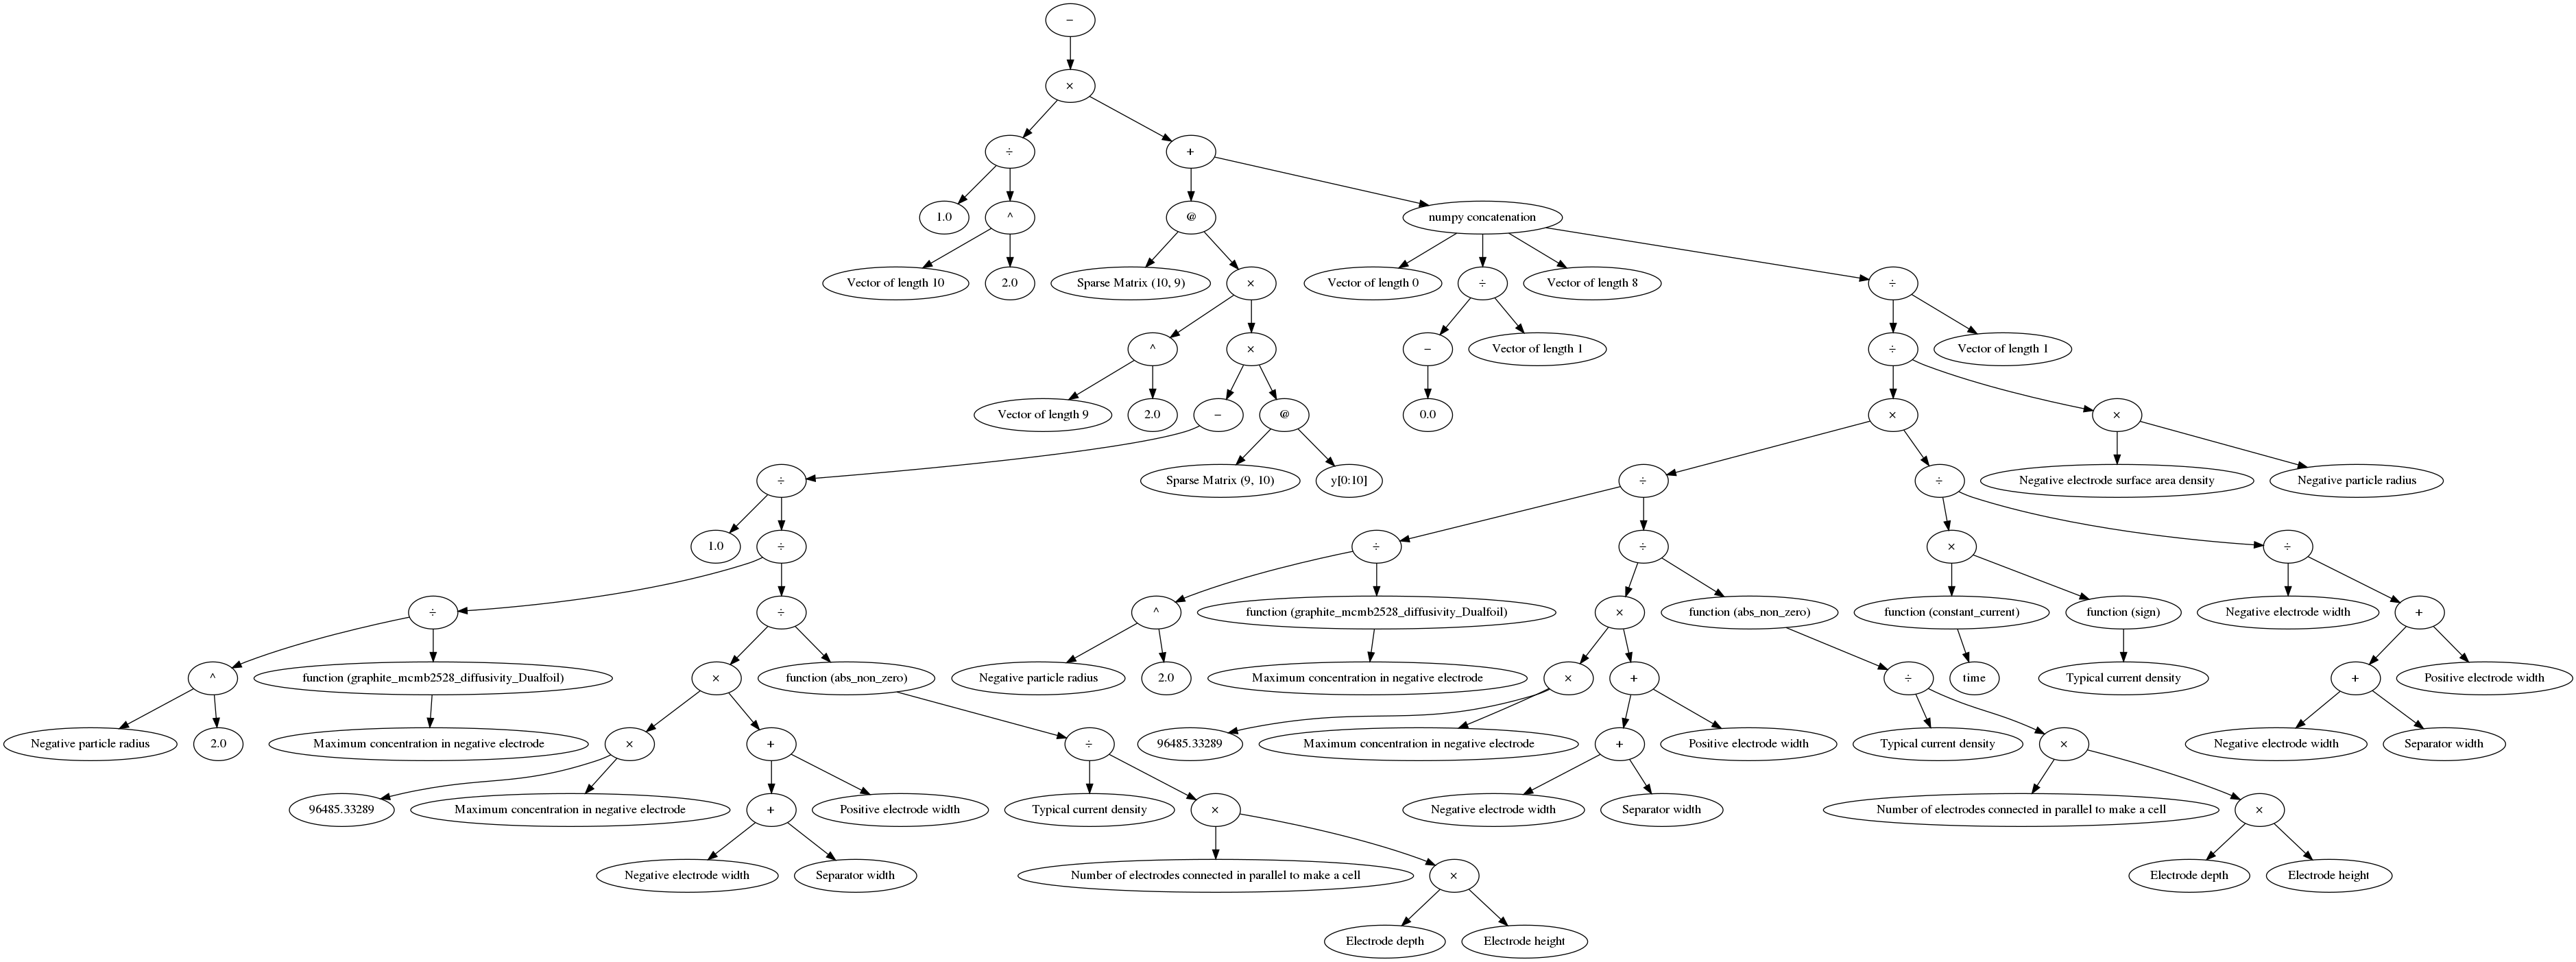 −
×
÷
+
1.0
^
@
numpy concatenation
Vector of length 10
2.0
Sparse Matrix (10, 9)
×
Vector of length 0
÷
Vector of length 8
÷
^
×
−
Vector of length 1
÷
Vector of length 1
Vector of length 9
2.0
−
@
0.0
×
×
÷
Sparse Matrix (9, 10)
y[0:10]
÷
÷
Negative electrode surface area density
Negative particle radius
1.0
÷
÷
÷
×
÷
÷
÷
^
function (graphite_mcmb2528_diffusivity_Dualfoil)
×
function (abs_non_zero)
function (constant_current)
function (sign)
Negative electrode width
+
^
function (graphite_mcmb2528_diffusivity_Dualfoil)
×
function (abs_non_zero)
Negative particle radius
2.0
Maximum concentration in negative electrode
×
+
÷
time
Typical current density
+
Positive electrode width
Negative particle radius
2.0
Maximum concentration in negative electrode
×
+
÷
96485.33289
Maximum concentration in negative electrode
+
Positive electrode width
Typical current density
×
Negative electrode width
Separator width
96485.33289
Maximum concentration in negative electrode
+
Positive electrode width
Typical current density
×
Negative electrode width
Separator width
Number of electrodes connected in parallel to make a cell
×
Negative electrode width
Separator width
Number of electrodes connected in parallel to make a cell
×
Electrode depth
Electrode height
Electrode depth
Electrode height